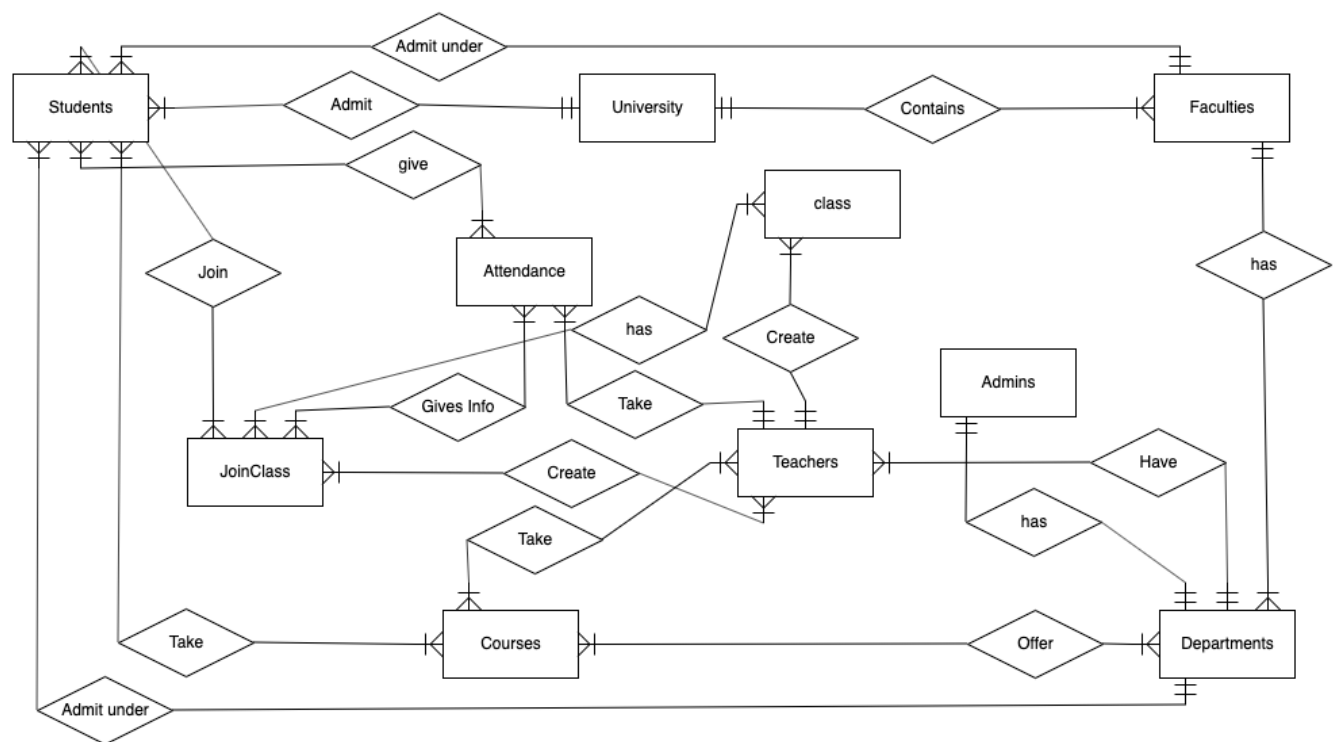 Admit under
Students
Admit
University
Contains
Faculties
give
class
Join
Attendance
has
has
Create
Admins
Gives Info
Take
JoinClass
Create
Teachers
Have
has
Take
Take
Courses
Offer
Departments
Admit under